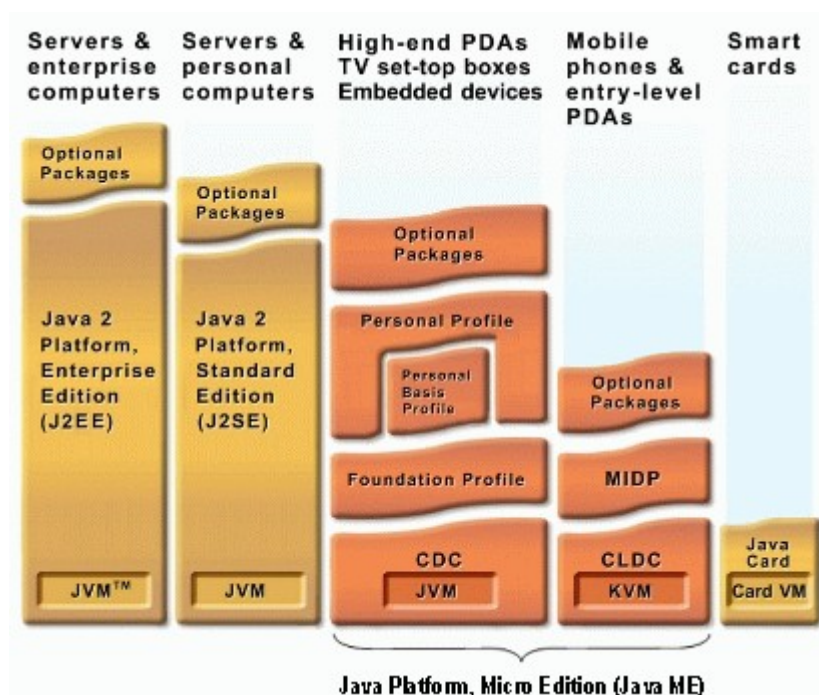 Servers &
enterprise
computers
Servers &
personal
computers
High-end PDAs
TV set-top boxes
Embedded devices
Mobile
phones &
entry-level
PDAs
Smart
cards
Optional
Packages
Java 2
Platform,
Enterprise
Edition
(J2EE)
JVM™
Optional
Packages
Java 2
Platform,
Standard
Edition
(J2SE)
JVM
Optional
Packages
Personal Profile
Personal
Basis
Profile
Foundation Profile
CDC
JVM
Optional
Packages
MIDP
CLDC
KVM
Java
Card
Card VM
Java Platform, Micro Edition (Java ME)